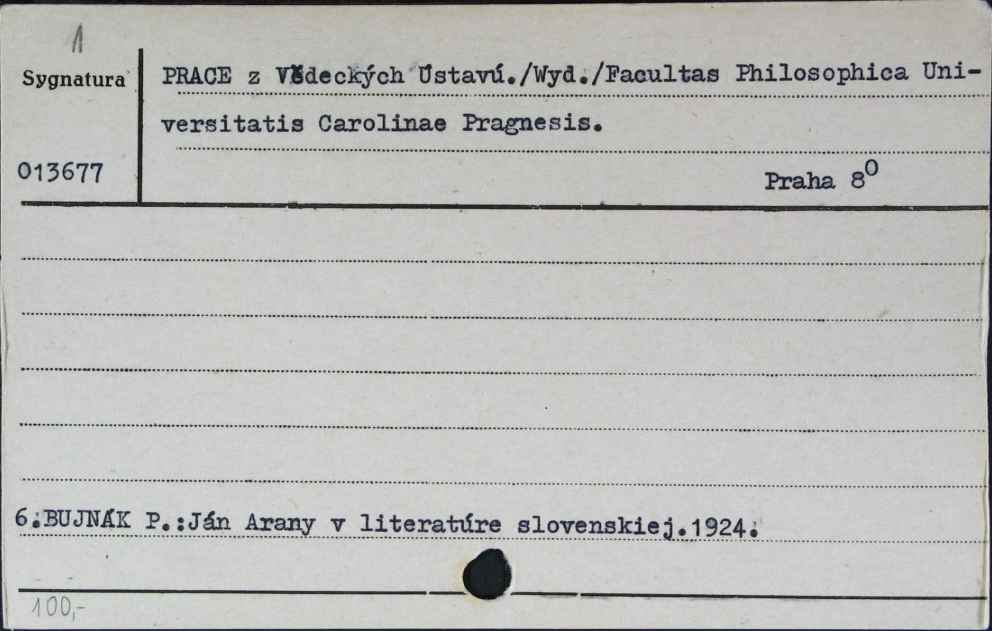 1
Sygnatura
PRACE z Vědeckých Ústavú./Wyd./Facultas Philosophica Uni-
versitatis Carolinae Pragnesis.
013677
Praha 8⁰
6.BUJNÁK P.:Ján Arany v literatúre slovenskiej.1924.
100,-